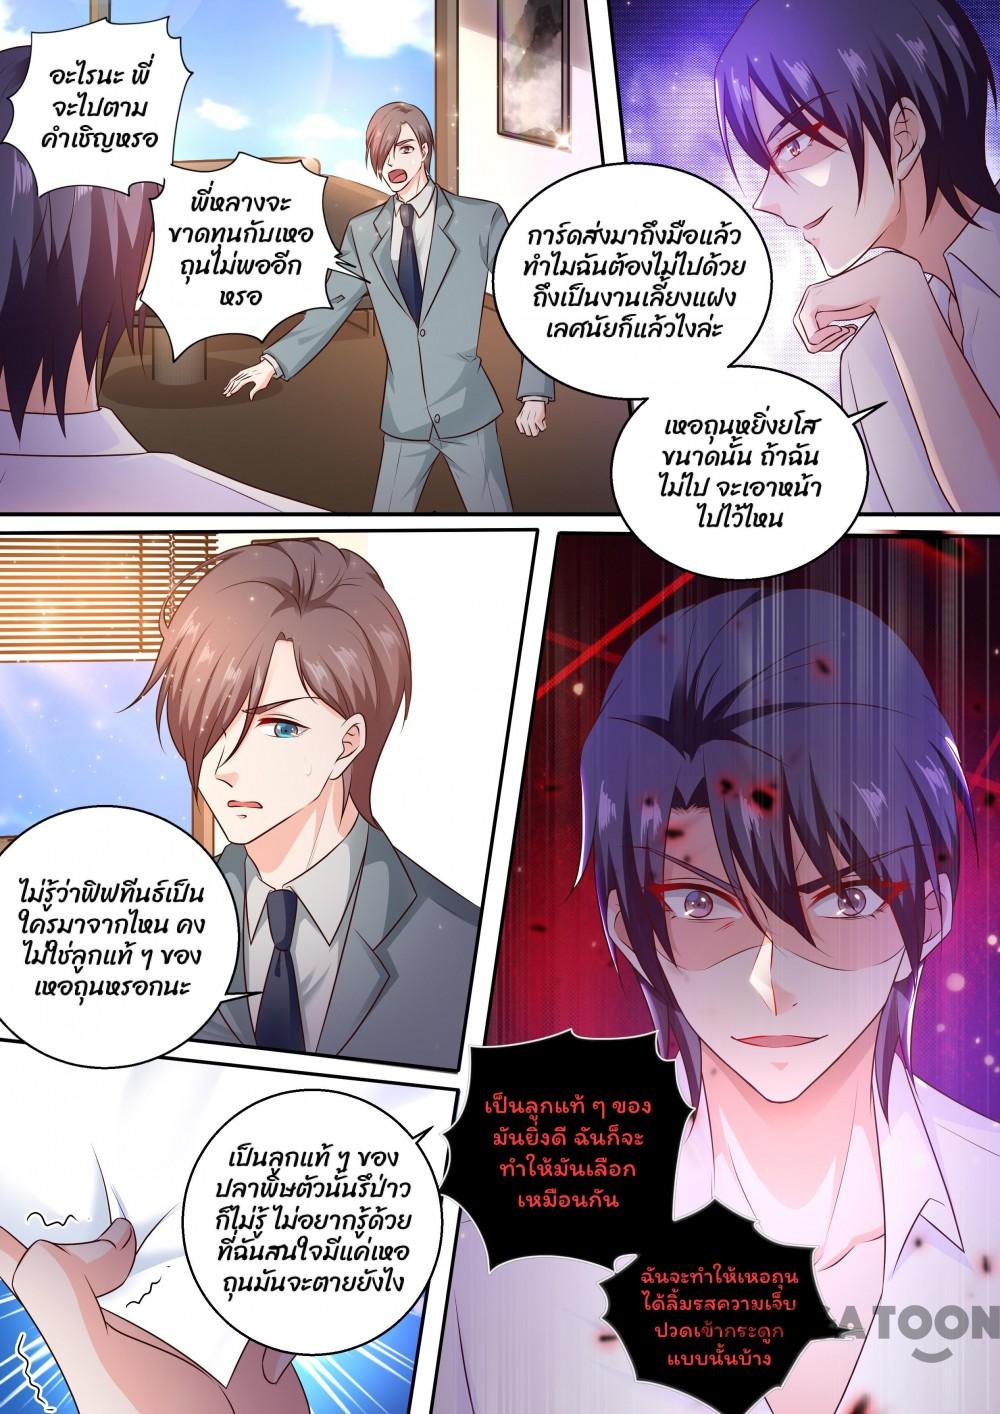 อะไรนะ พี่
จะไปตาม
คำเชิญหรอ
พี่หลางจะ
ขาดทุนกับเหอ
ถุนไม่พออีก
หรอ
การ์ดส่งมาถึงมือแล้ว
ทำไมฉันต้องไม่ไปด้วย
ถึงเป็นงานเลี้ยงแฝง
เลศนัยก็แล้วไงล่ะ
เหอถุนหยิ่งยโส
ขนาดนั้น ถ้าฉัน
ไม่ไป จะเอาหน้า
ไปไว้ไหน
ไม่รู้ว่าฟิฟทีนธ์เป็น
ใครมาจากไหน คง
ไม่ใช่ลูกแท้ ๆ ของ
เหอถุนหรอกนะ
เป็นลูกแท้ ๆ ของ
ปลาพิษตัวนั้นรึป่าว
ก็ไม่รู้ ไม่อยากรู้ด้วย
ที่ฉันสนใจมีแค่เหอ
ถุนมันจะตายยังไง
เป็นลูกแท้ ๆ ของ
มันยิ่งดี ฉันก็จะ
ทำให้มันเลือก
เหมือนกัน
ฉันจะทำให้เหอถุน
ได้ลิ้มรสความเจ็บ
ปวดเข้ากระดูก
แบบนั้นบ้าง